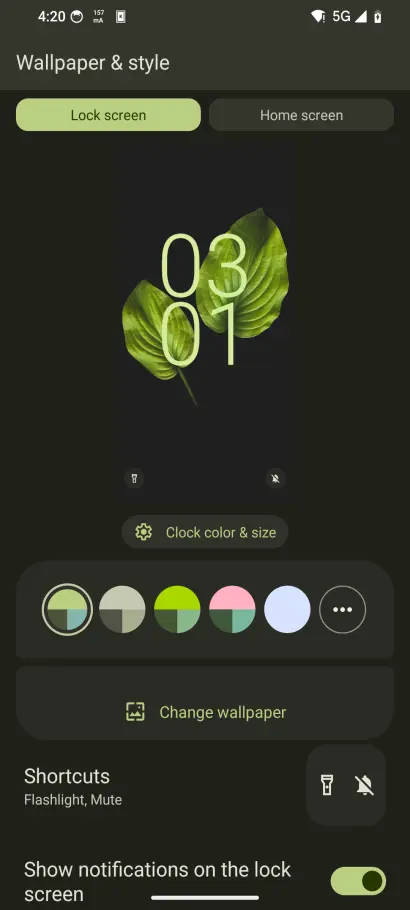 4:20 157 mA 5G
Wallpaper & style
Lock screen Home screen
03
01
Clock color & size
Change wallpaper
Shortcuts
Flashlight, Mute
Show notifications on the lock
screen